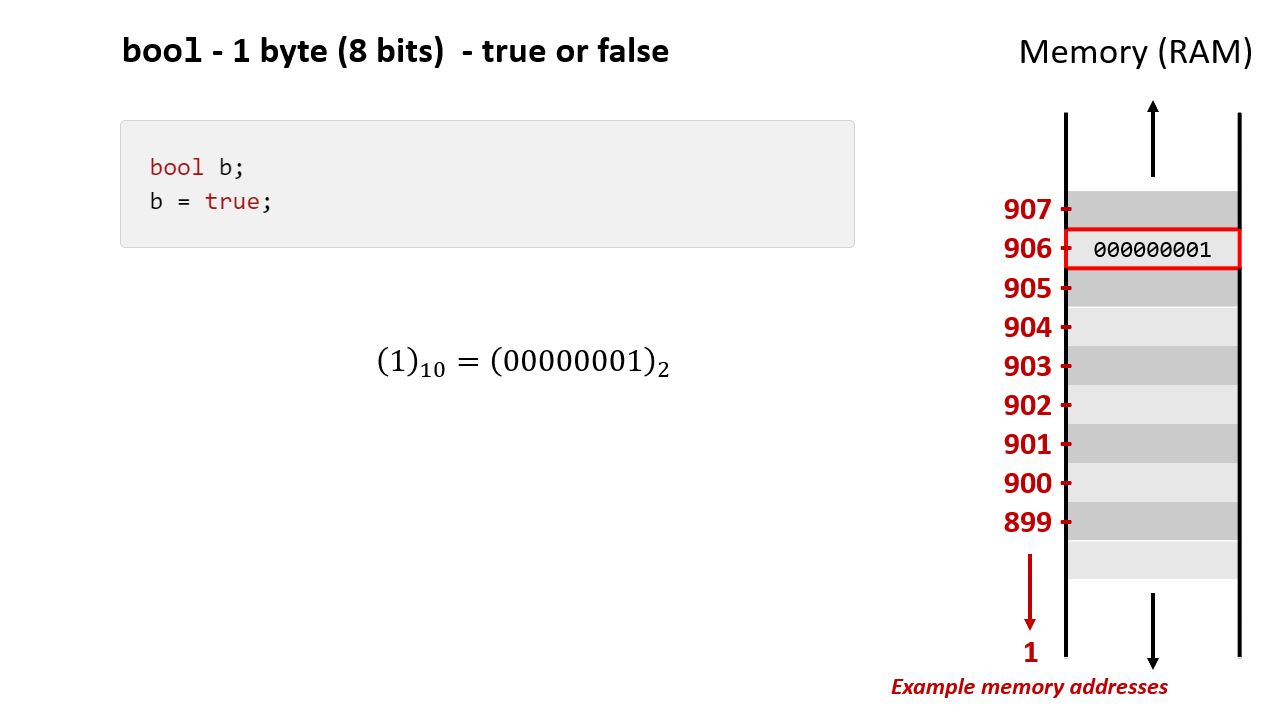 bool - 1 byte (8 bits) - true or false
Memory (RAM)
bool b;
b = true;
(1)₁₀ = (00000001)₂
907
906 000000001
905
904
903
902
901
900
899
1
Example memory addresses